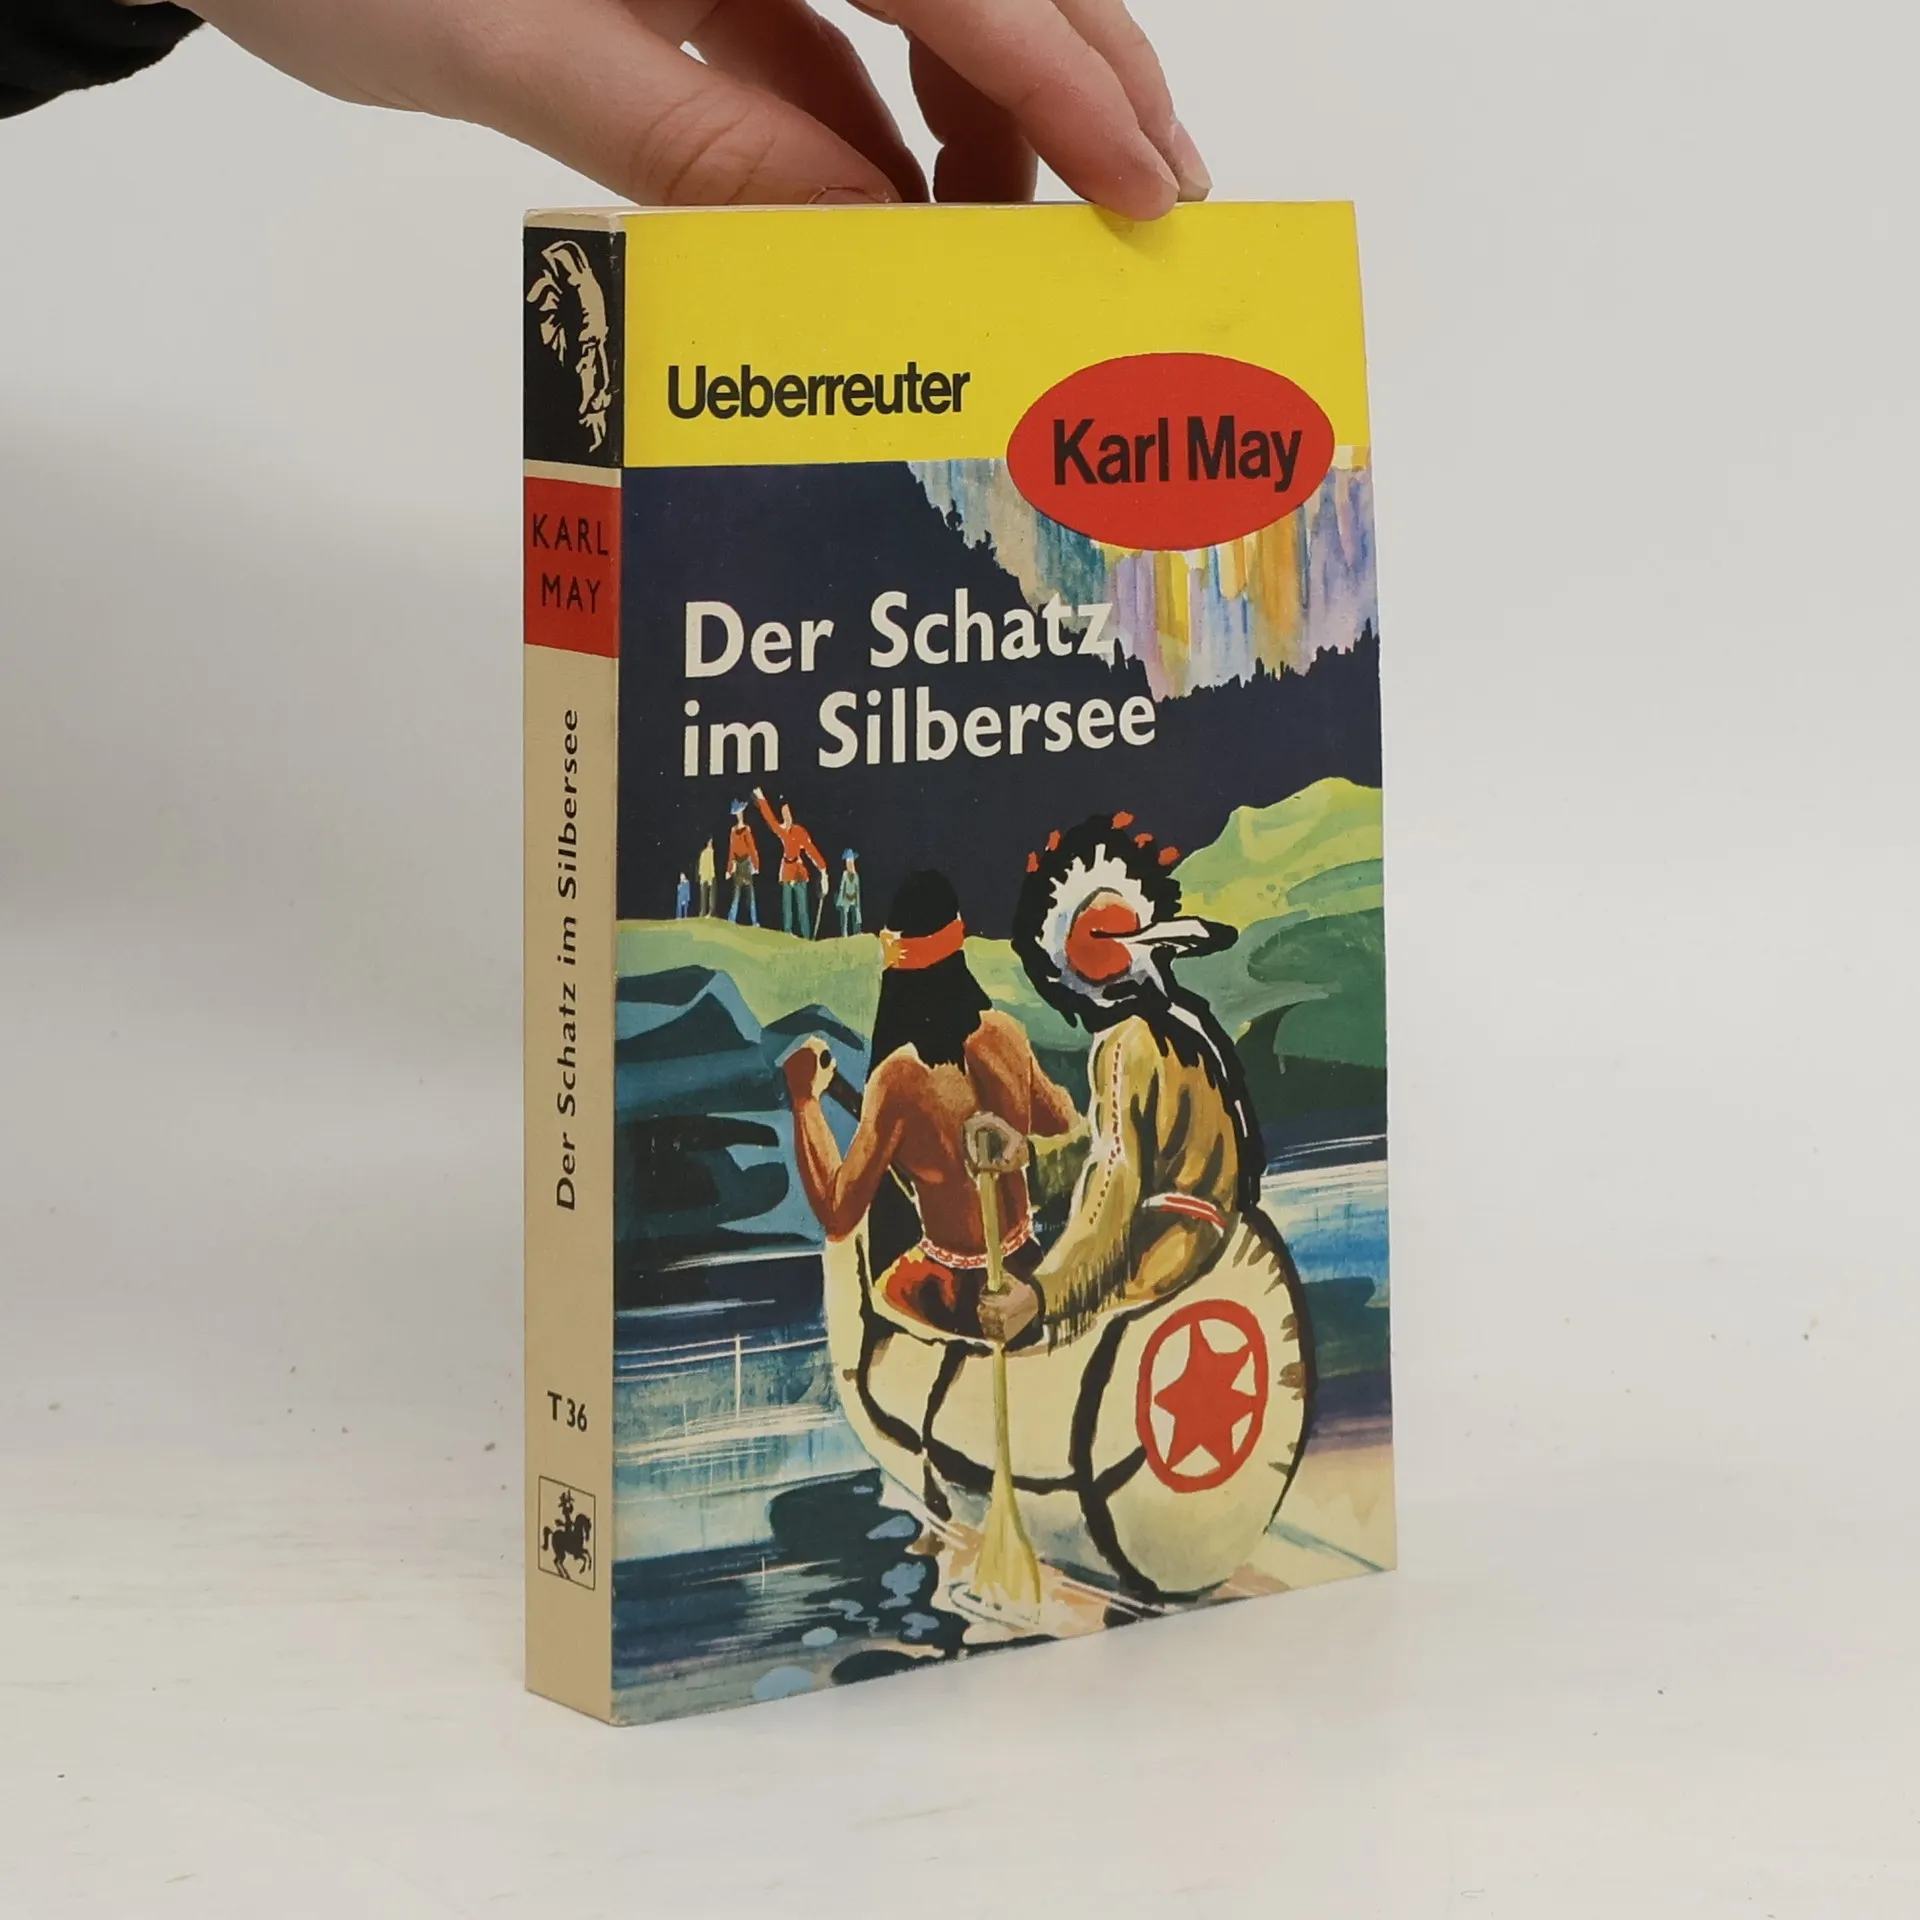 Ueberreuter
Karl May
Der Schatz
im Silbersee
KARL
MAY
Der Schatz im Silbersee
T 36